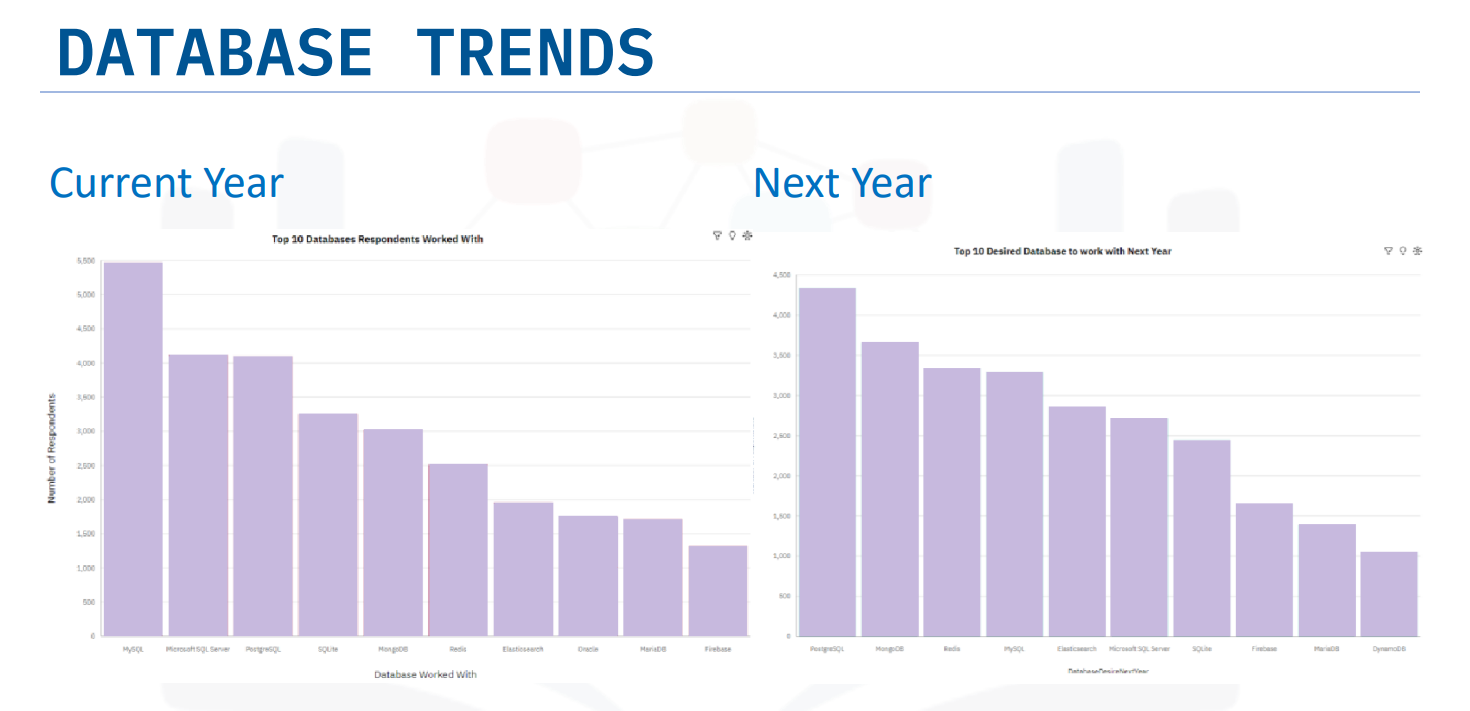 DATABASE TRENDS
Current Year
Next Year
Top 10 Databases Respondents Worked With
5,500
5,000
4,500
4,000
3,500
3,000
2,500
2,000
1,500
1,000
500
0
Number of Respondents
MySQL Microsoft SQL Server PostgreSQL SQLite MongoDB Redis Elasticsearch Oracle MariaDB Firebase
Database Worked With
Top 10 Desired Database to work with Next Year
4,500
4,000
3,500
3,000
2,500
2,000
1,500
1,000
500
0
PostgreSQL MongoDB Redis MySQL Elasticsearch Microsoft SQL Server SQLite Firebase MariaDB DynamoDB
DatabaseDesireNextYear